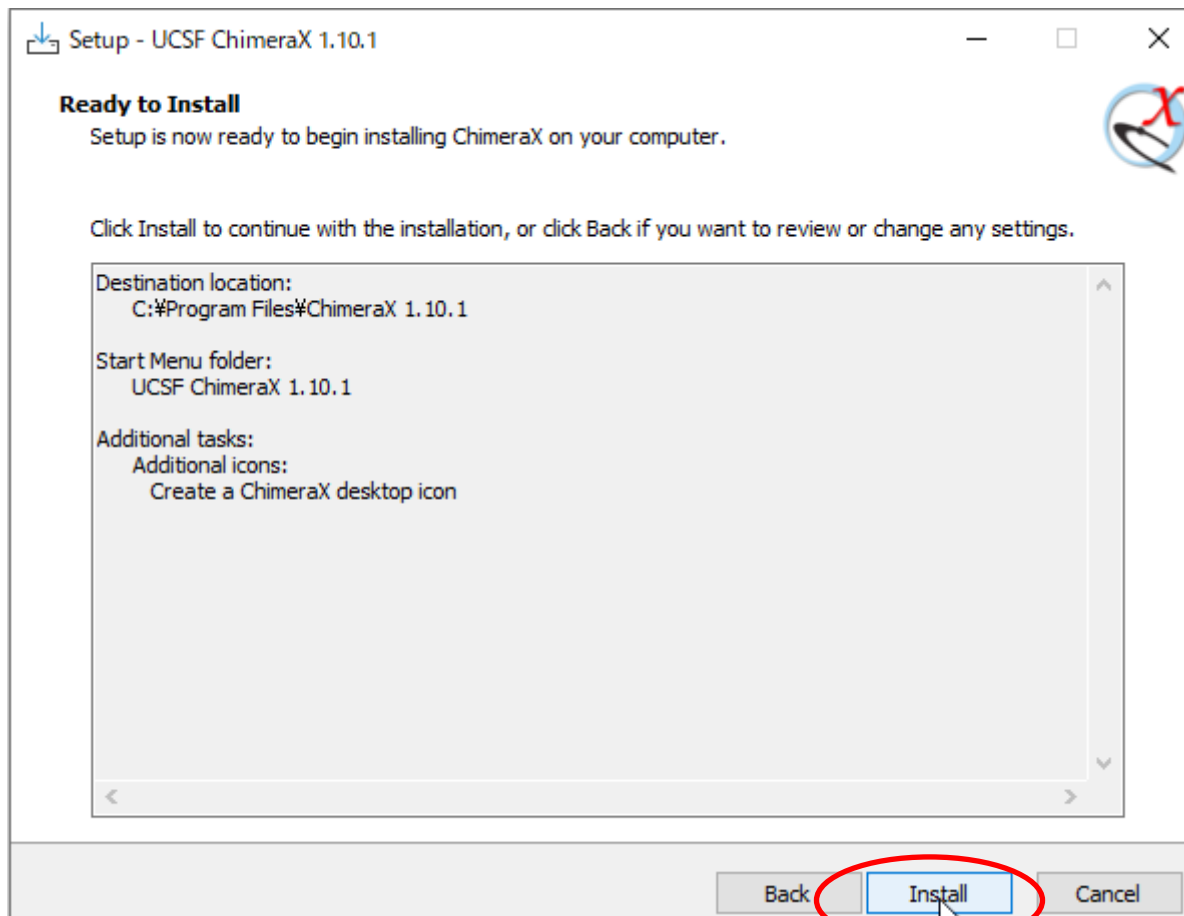 Setup - UCSF ChimeraX 1.10.1
Ready to Install
Setup is now ready to begin installing ChimeraX on your computer.
X
Click Install to continue with the installation, or click Back if you want to review or change any settings.
Destination location:
C:¥Program Files¥ChimeraX 1.10.1
Start Menu folder:
UCSF ChimeraX 1.10.1
Additional tasks:
Additional icons:
Create a ChimeraX desktop icon
Back Install Cancel